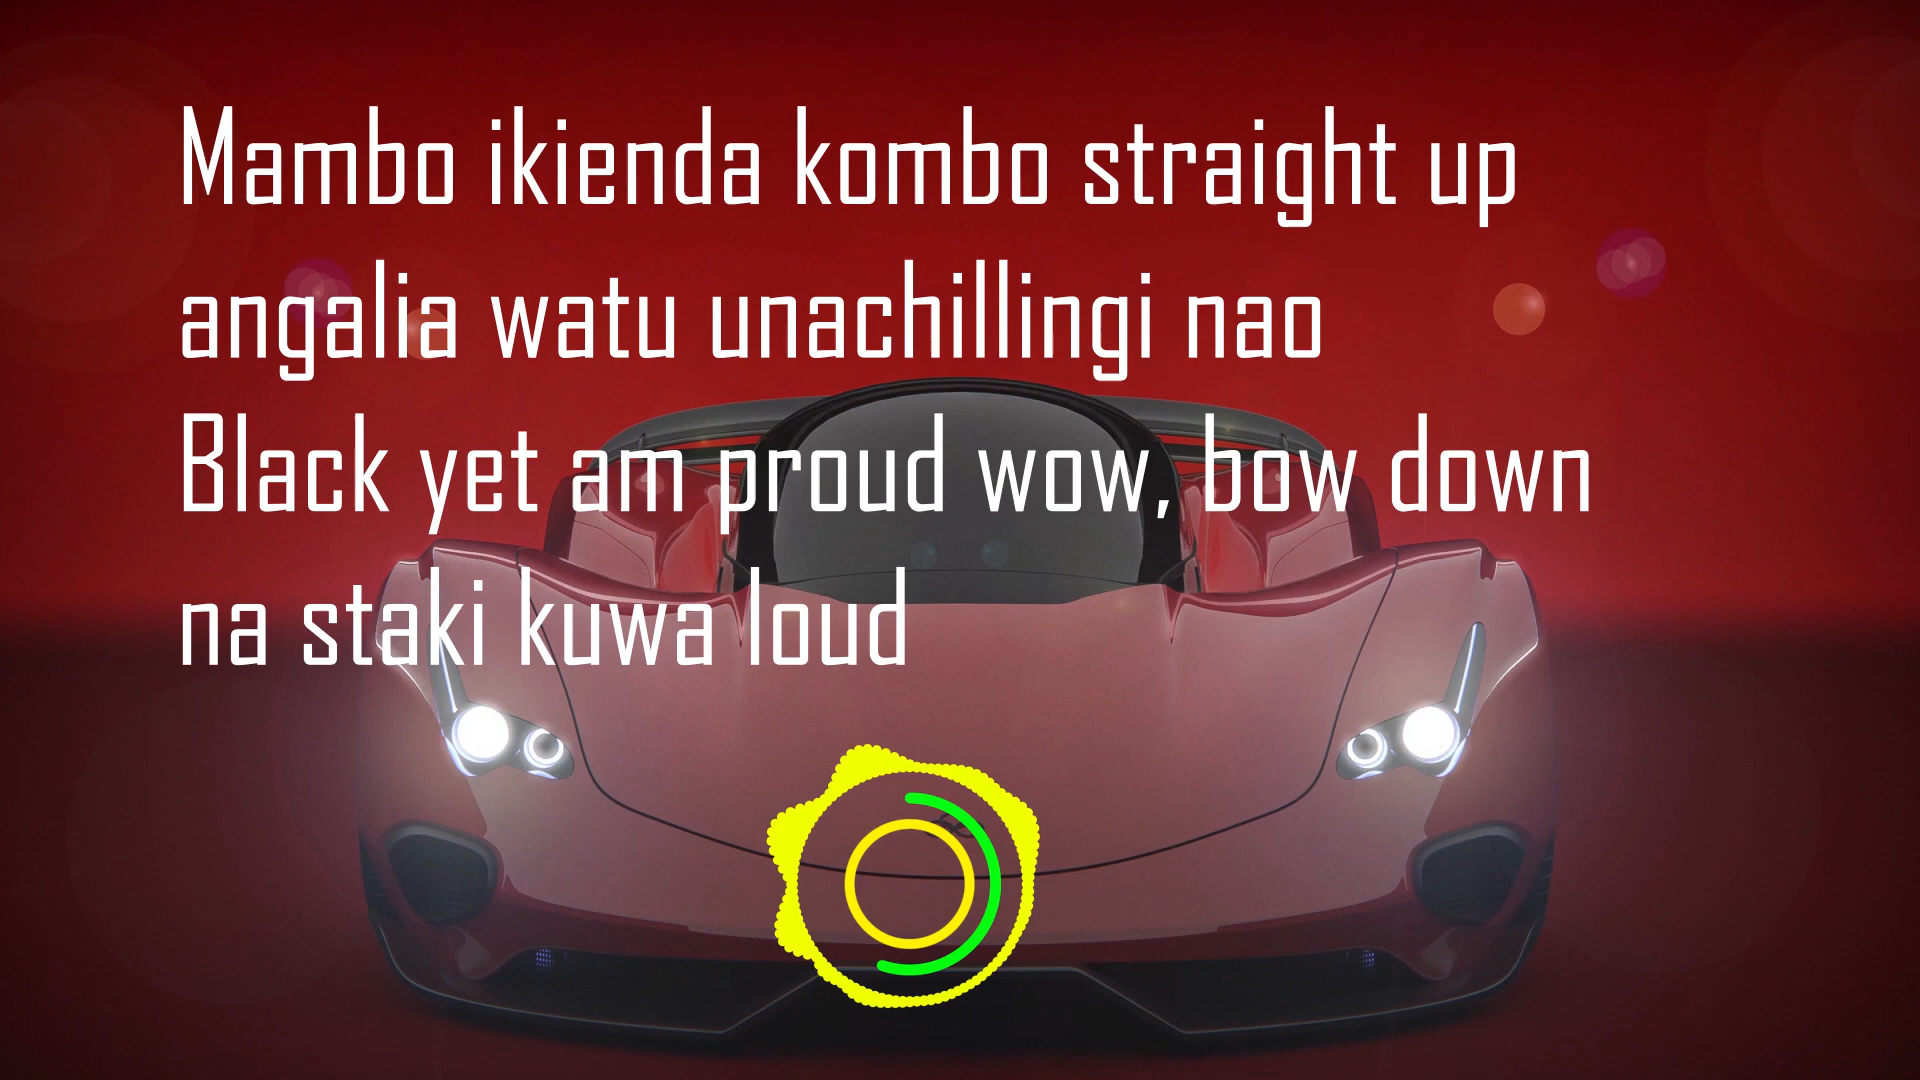 Mambo ikienda kombo straight up
angalia watu unachillingi nao
Black yet am proud wow, bow down
na staki kuwa loud